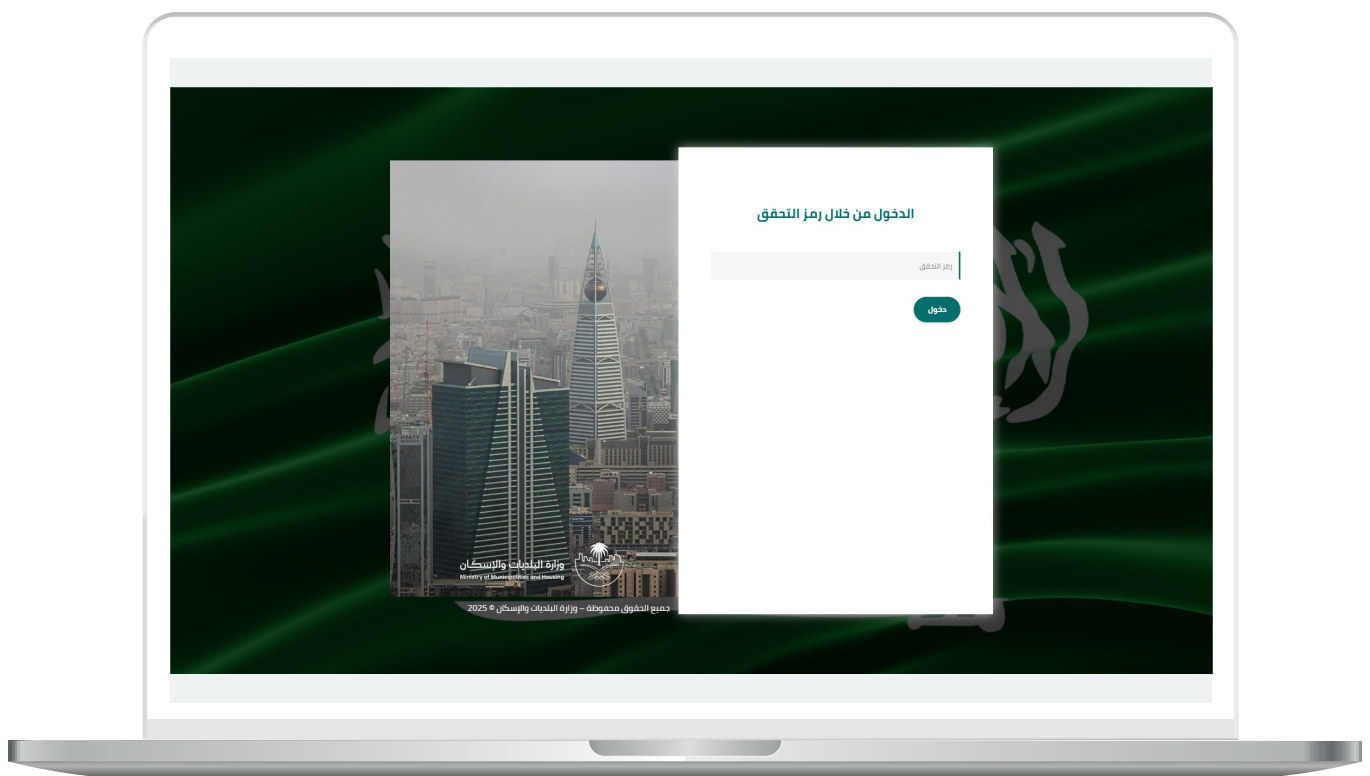 الدخول من خلال رمز التحقق
رمز التحقق
دخول
وزارة البلديات والإسكان
Ministry of Municipalities and Housing
جميع الحقوق محفوظة – وزارة البلديات والإسكان © 2025